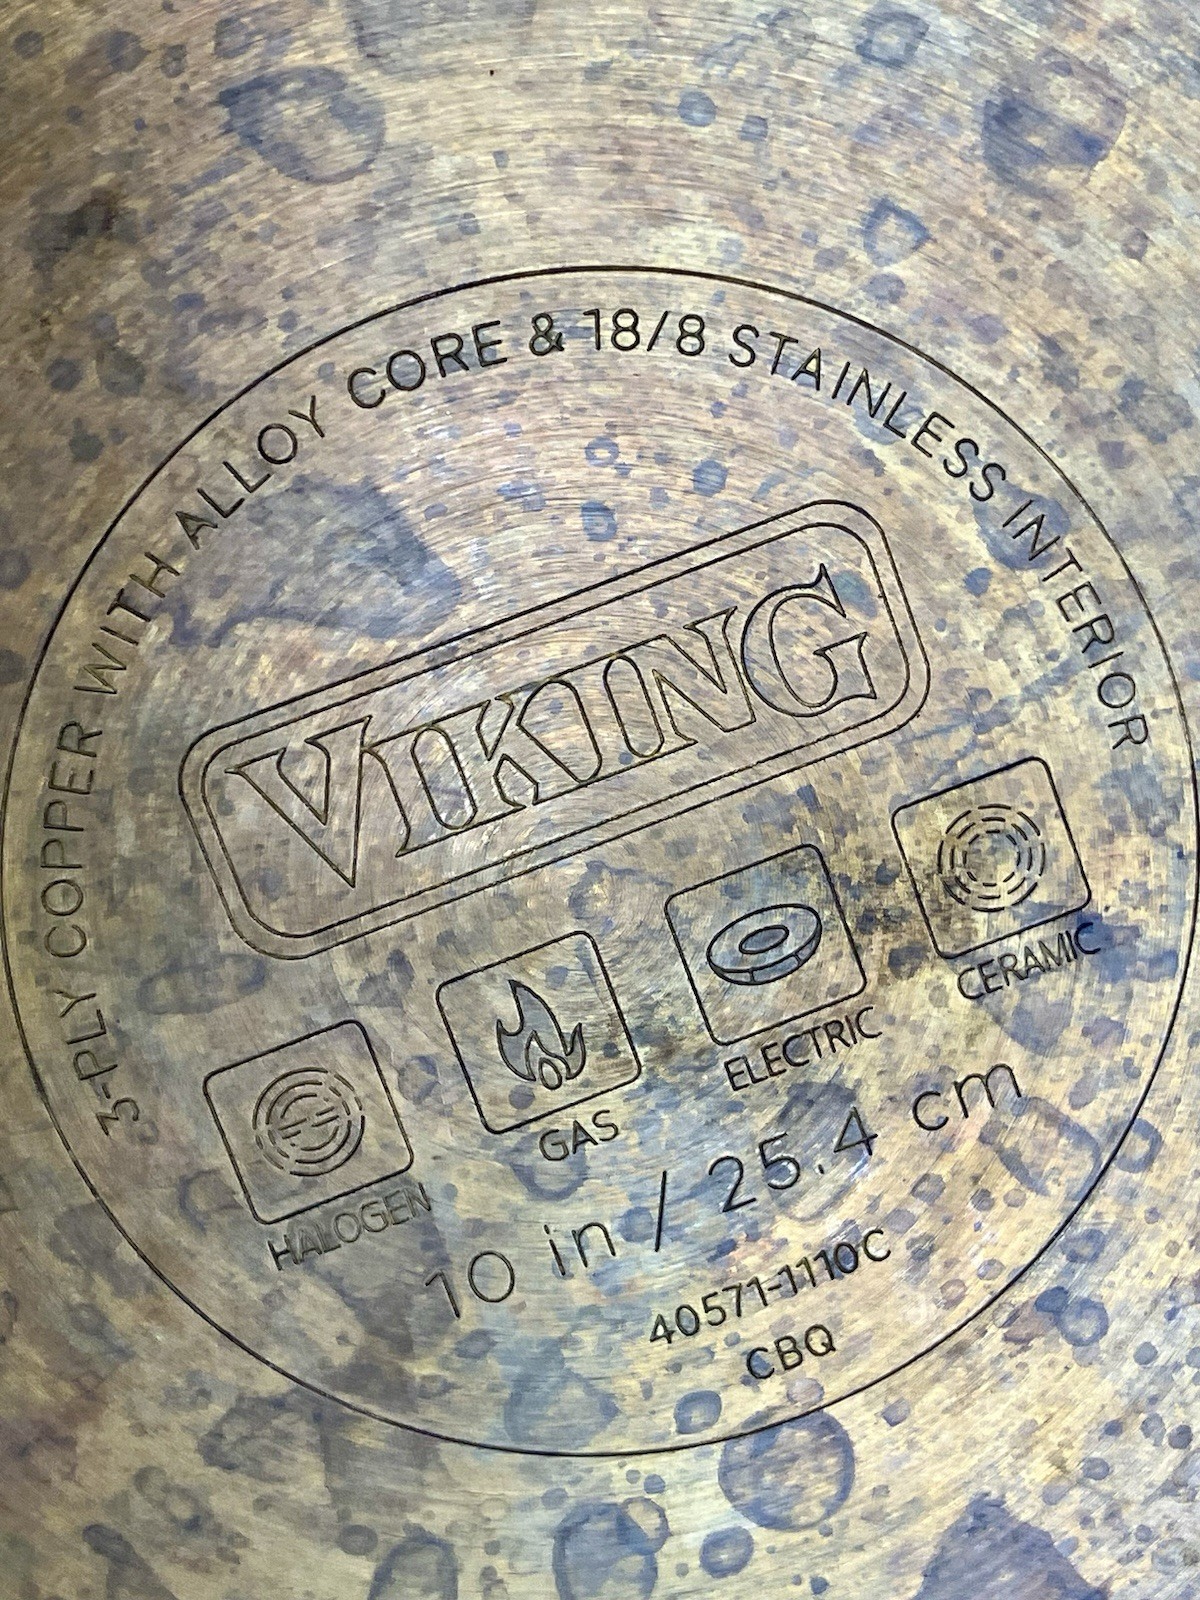 3-PLY COPPER WITH ALLOY CORE & 18/8 STAINLESS INTERIOR
VIKING
HALOGEN
GAS
ELECTRIC
CERAMIC
10 in / 25.4 cm
40571-1110C
CBQ